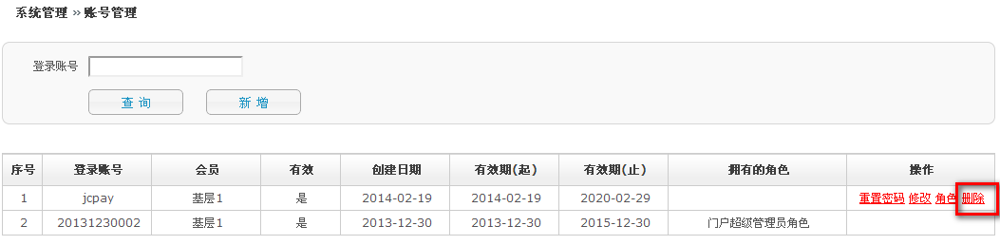 系统管理 » 账号管理
登录账号
查 询 新 增
序号 登录账号 会员 有效 创建日期 有效期(起) 有效期(止) 拥有的角色 操作
1 jcpay 基层1 是 2014-02-19 2014-02-19 2020-02-29 重置密码 修改 角色 删除
2 20131230002 基层1 是 2013-12-30 2013-12-30 2015-12-30 门户超级管理员角色